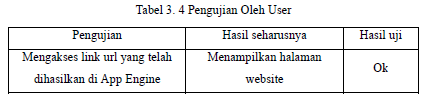 Tabel 3. 4 Pengujian Oleh User
Pengujian Hasil seharusnya Hasil uji
Mengakses link url yang telah Menampilkan halaman
dihasilkan di App Engine website
Ok